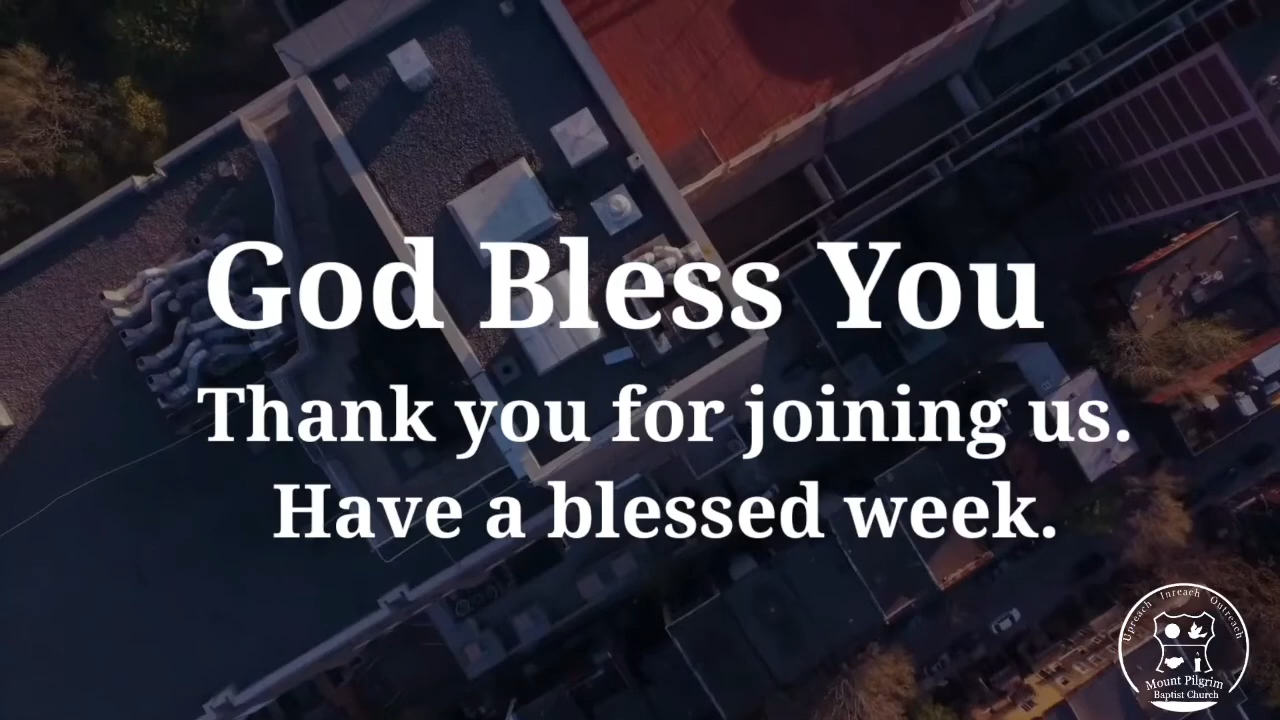 God Bless You
Thank you for joining us.
Have a blessed week.
Upreach Inreach Outreach
Mount Pilgrim
Baptist Church